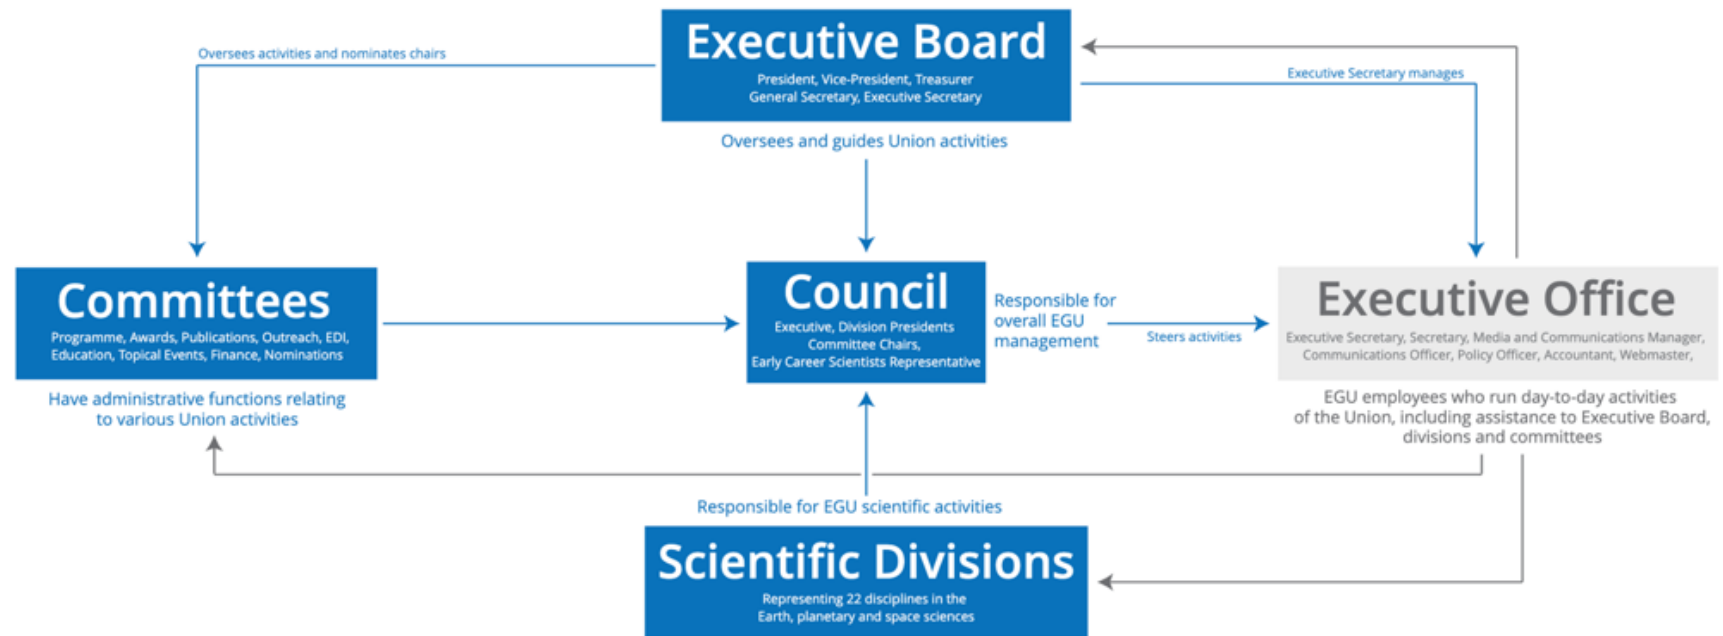 Executive Board
President, Vice-President, Treasurer
General Secretary, Executive Secretary
Oversees activities and nominates chairs
Executive Secretary manages
Oversees and guides Union activities
Committees
Programme, Awards, Publications, Outreach, EDI,
Education, Topical Events, Finance, Nominations
Have administrative functions relating
to various Union activities
Council
Executive, Division Presidents
Committee Chairs,
Early Career Scientists Representative
Responsible for
overall EGU
management
Steers activities
Executive Office
Executive Secretary, Secretary, Media and Communications Manager,
Communications Officer, Policy Officer, Accountant, Webmaster,
EGU employees who run day-to-day activities
of the Union, including assistance to Executive Board,
divisions and committees
Responsible for EGU scientific activities
Scientific Divisions
Representing 22 disciplines in the
Earth, planetary and space sciences